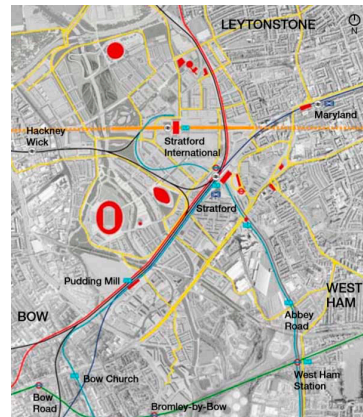 LEYTONSTONE
N
Maryland
Hackney
Wick
Stratford
International
Stratford
Pudding Mill
WEST
HAM
BOW
Abbey
Road
Bow Church
West Ham
Station
Bow
Road
Bromley-by-Bow